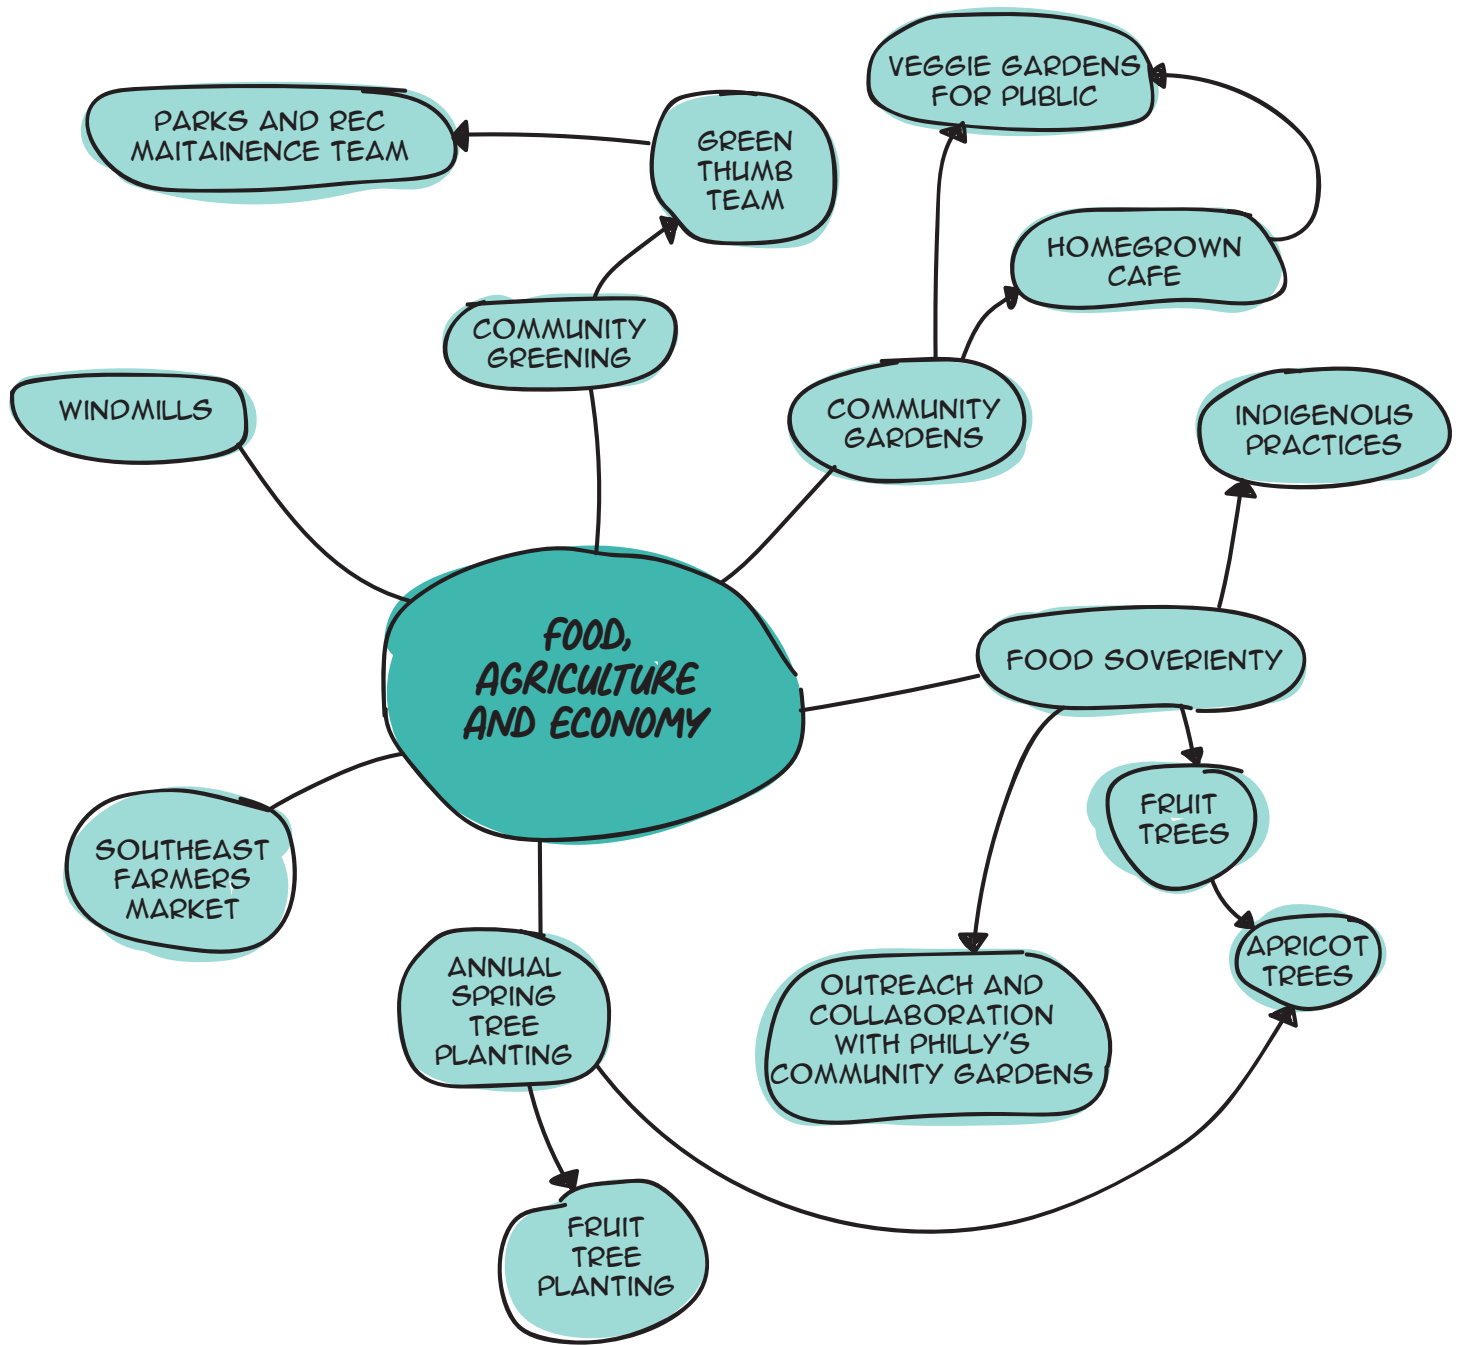 VEGGIE GARDENS
FOR PUBLIC
PARKS AND REC
MAITAINENCE TEAM
GREEN
THUMB
TEAM
HOMEGROWN
CAFE
COMMUNITY
GREENING
WINDMILLS
COMMUNITY
GARDENS
INDIGENOUS
PRACTICES
FOOD,
AGRICULTURE
AND ECONOMY
FOOD SOVERIENTY
FRUIT
TREES
SOUTHEAST
FARMERS
MARKET
APRICOT
TREES
ANNUAL
SPRING
TREE
PLANTING
OUTREACH AND
COLLABORATION
WITH PHILLY'S
COMMUNITY GARDENS
FRUIT
TREE
PLANTING